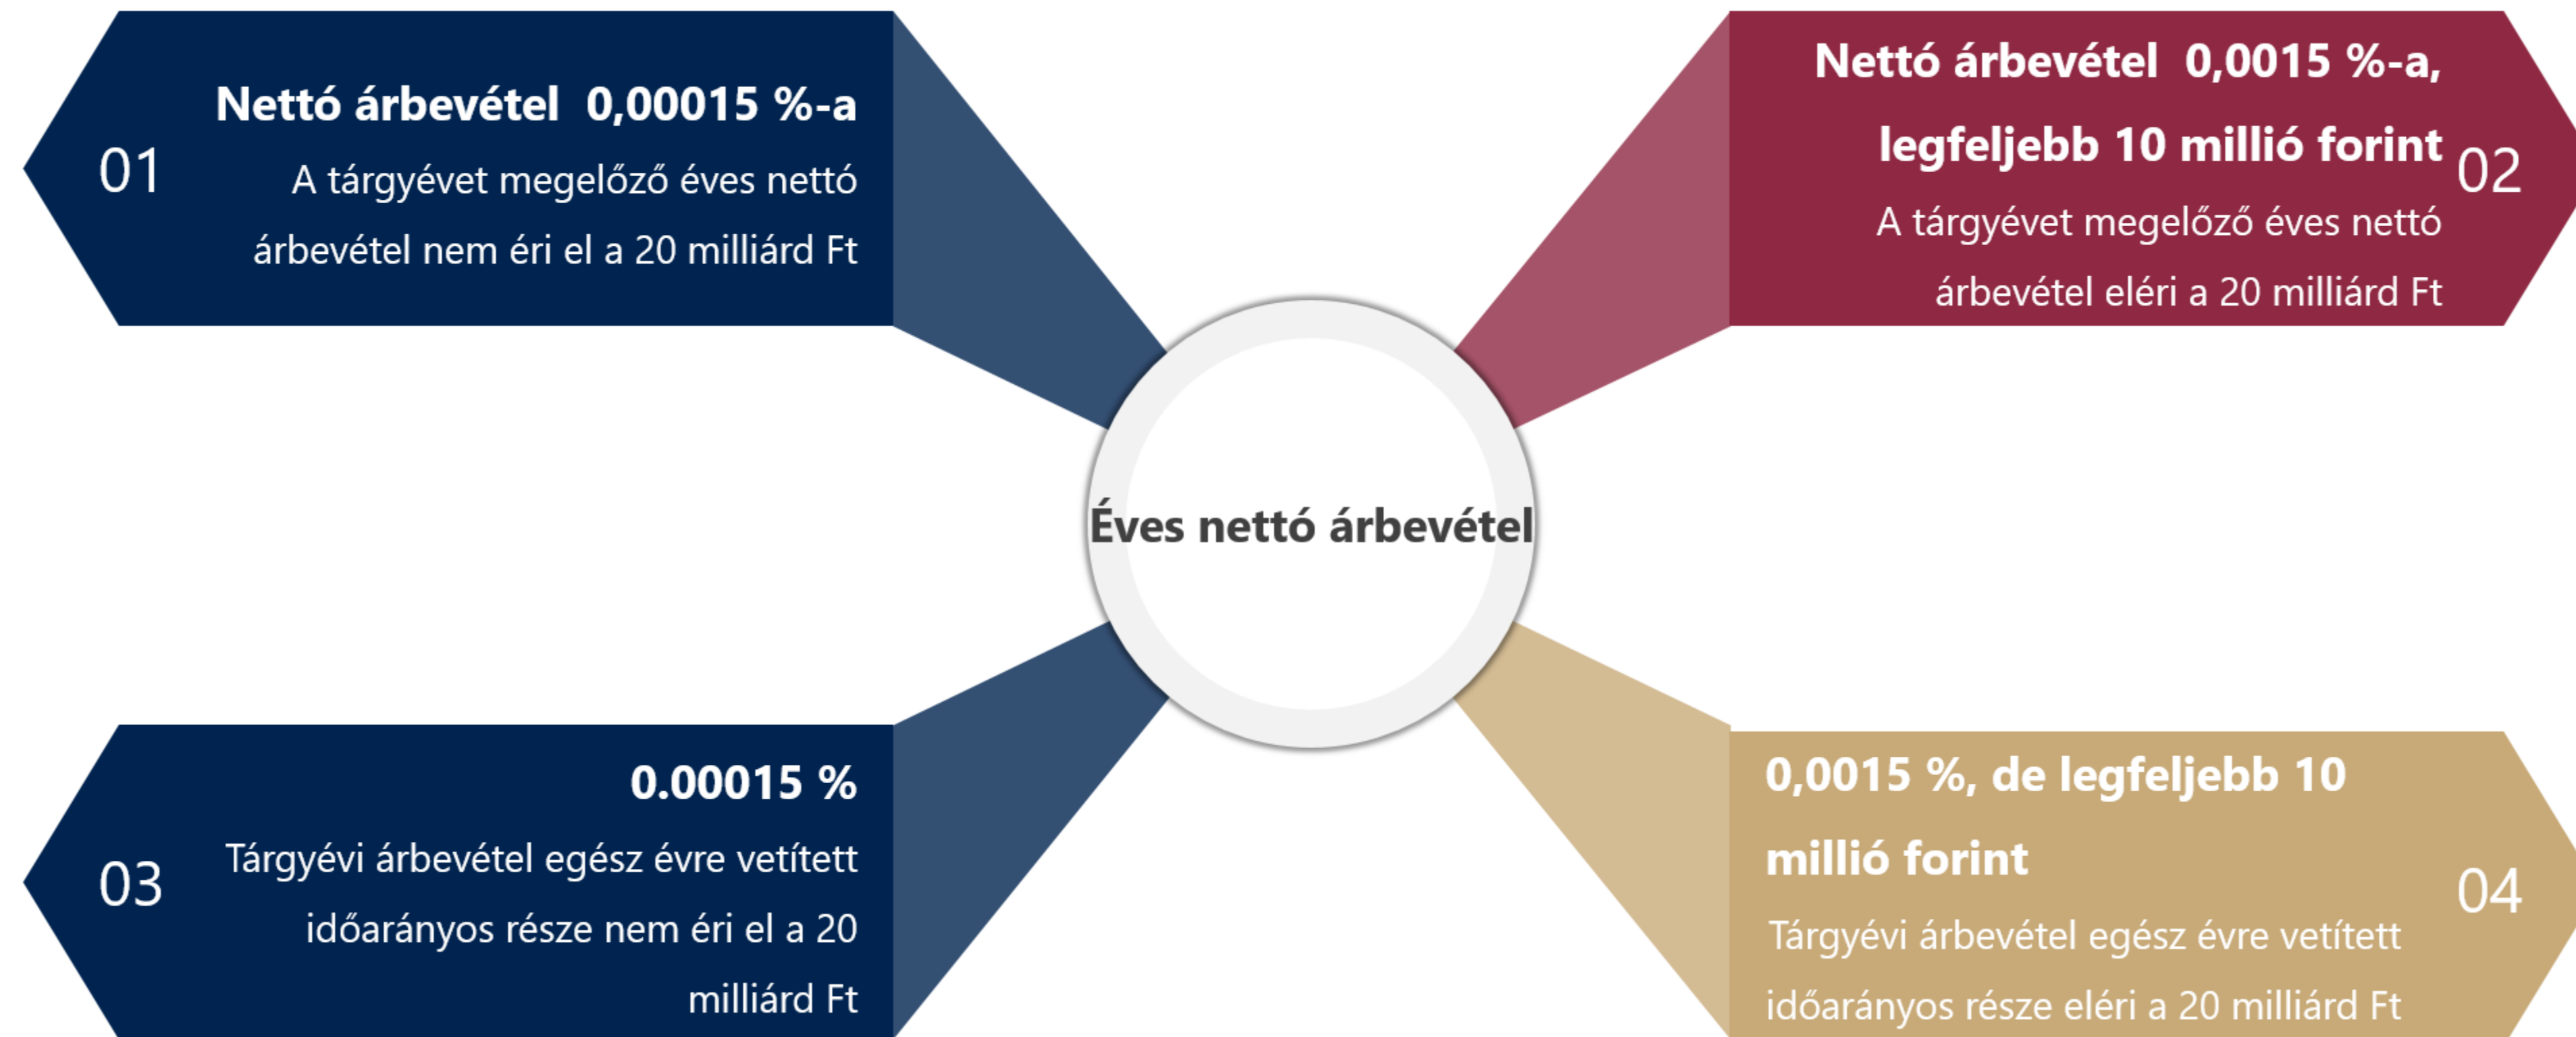 01
Nettó árbevétel 0,00015 %-a
A tárgyévet megelőző éves nettó
árbevétel nem éri el a 20 milliárd Ft
Nettó árbevétel 0,0015 %-a,
legfeljebb 10 millió forint
02
A tárgyévet megelőző éves nettó
árbevétel eléri a 20 milliárd Ft
Éves nettó árbevétel
03
0.00015 %
Tárgyévi árbevétel egész évre vetített
időarányos része nem éri el a 20
milliárd Ft
0,0015 %, de legfeljebb 10
millió forint
04
Tárgyévi árbevétel egész évre vetített
időarányos része eléri a 20 milliárd Ft